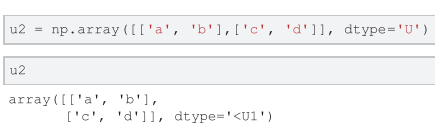 u2 = np.array([['a', 'b'],['c', 'd']], dtype='U')
u2
array([['a', 'b'],
       ['c', 'd']], dtype='<U1')